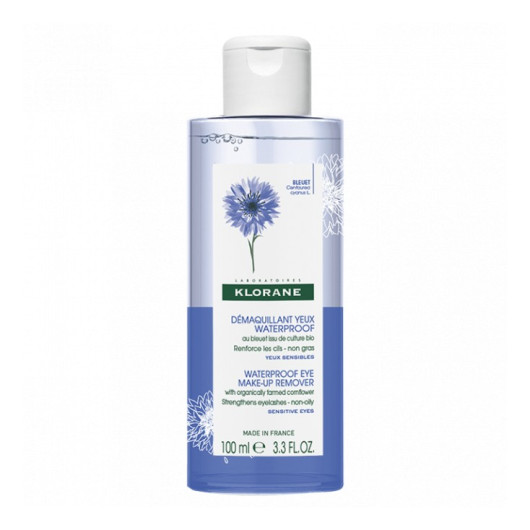 BLEUET
Centaurea
cyanus L.
LABORATOIRES
KLORANE
DÉMAQUILLANT YEUX
WATERPROOF
au bleuet issu de culture bio
Renforce les cils - non gras
YEUX SENSIBLES
WATERPROOF EYE
MAKE-UP REMOVER
with organically farmed cornflower
Strengthens eyelashes - non-oily
SENSITIVE EYES
MADE IN FRANCE
100 ml ℮ 3.3 FL.OZ.